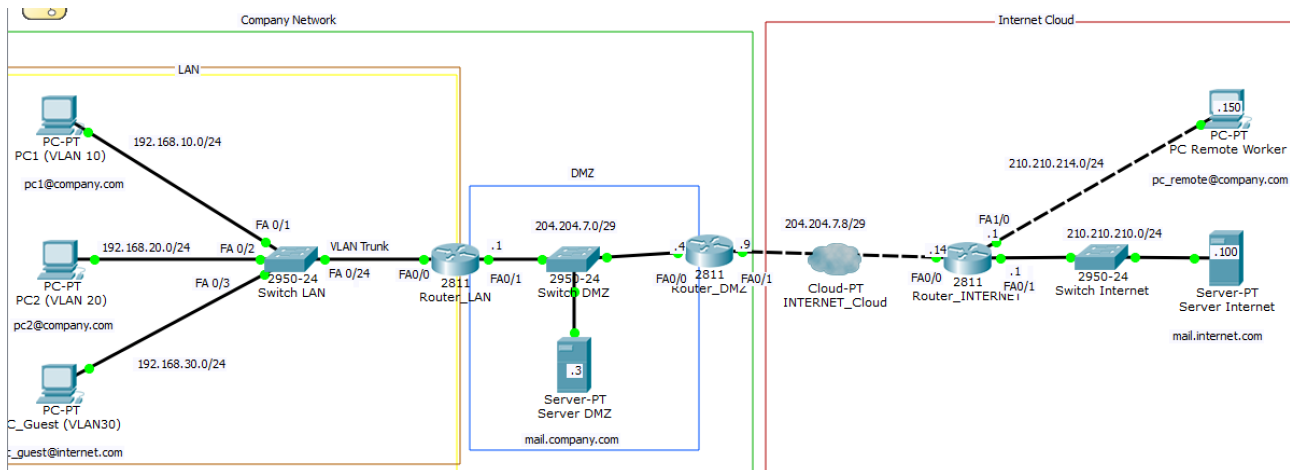 Company Network
Internet Cloud
LAN
PC-PT
PC1 (VLAN 10)
pc1@company.com
192.168.10.0/24
FA 0/1
192.168.20.0/24
FA 0/2
PC-PT
PC2 (VLAN 20)
pc2@company.com
FA 0/3
192.168.30.0/24
PC-PT
C_Guest (VLAN30)
c_guest@internet.com
2950-24
Switch LAN
VLAN Trunk
FA 0/24
FA0/0
.1
2811
Router_LAN
FA0/1
DMZ
204.204.7.0/29
2950-24
Switch DMZ
.3
Server-PT
Server DMZ
mail.company.com
.4
FA0/0
.9
2811
Router_DMZ
FA0/1
204.204.7.8/29
Cloud-PT
INTERNET_Cloud
.14
FA0/0
FA1/0
.1
2811
Router_INTERNET
.1
FA0/1
210.210.214.0/24
.150
PC-PT
PC Remote Worker
pc_remote@company.com
210.210.210.0/24
2950-24
Switch Internet
.100
Server-PT
Server Internet
mail.internet.com